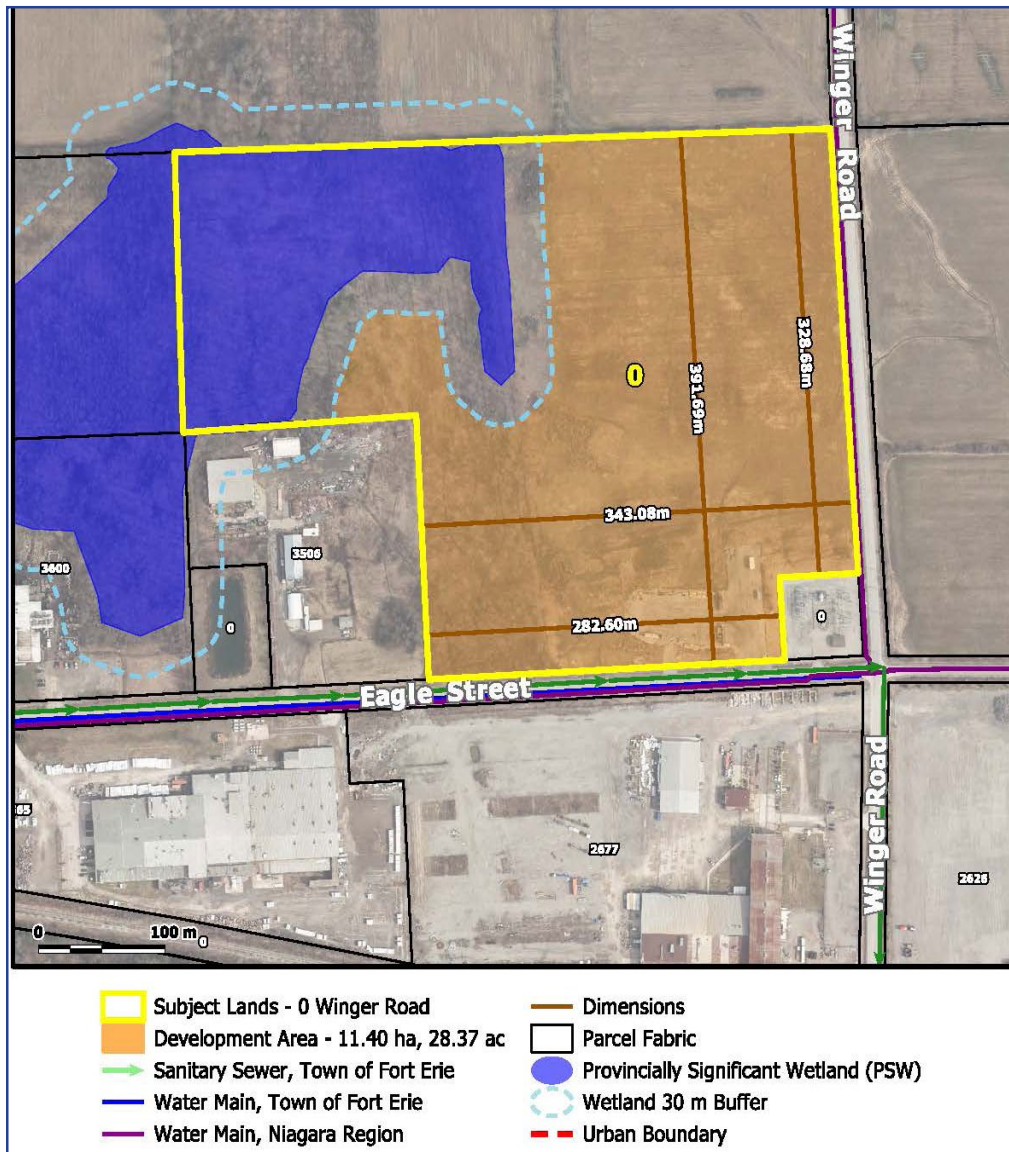 Winger Road
328.68m
0
391.69m
343.08m
3506
3600
0
282.60m
0
Eagle Street
Winger Road
2677
2626
0 100 m
0
Subject Lands - 0 Winger Road
Development Area - 11.40 ha, 28.37 ac
Sanitary Sewer, Town of Fort Erie
Water Main, Town of Fort Erie
Water Main, Niagara Region
Dimensions
Parcel Fabric
Provincially Significant Wetland (PSW)
Wetland 30 m Buffer
Urban Boundary